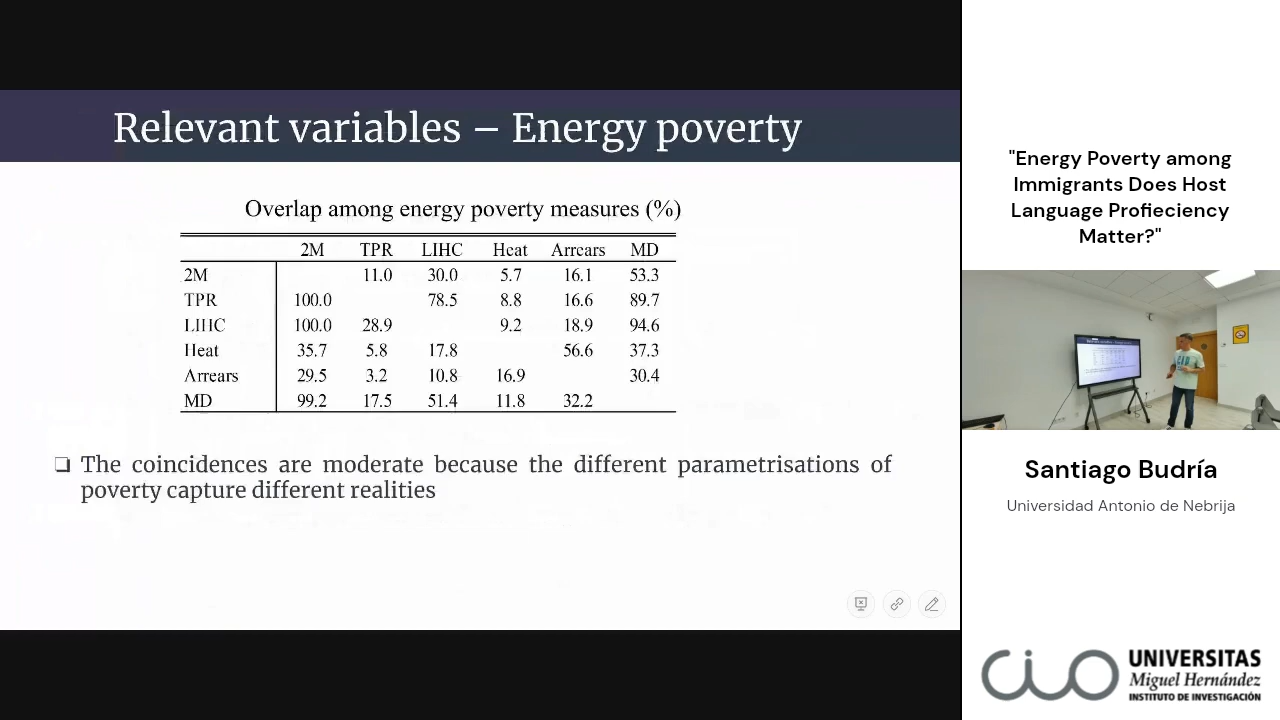 Relevant variables – Energy poverty
Overlap among energy poverty measures (%)
2M TPR LIHC Heat Arrears MD
2M 11.0 30.0 5.7 16.1 53.3
TPR 100.0 78.5 8.8 16.6 89.7
LIHC 100.0 28.9 9.2 18.9 94.6
Heat 35.7 5.8 17.8 56.6 37.3
Arrears 29.5 3.2 10.8 16.9 30.4
MD 99.2 17.5 51.4 11.8 32.2
❏ The coincidences are moderate because the different parametrisations of
poverty capture different realities
"Energy Poverty among
Immigrants Does Host
Language Profieciency
Matter?"
Santiago Budría
Universidad Antonio de Nebrija
cio
UNIVERSITAS
Miguel Hernández
INSTITUTO DE INVESTIGACIÓN